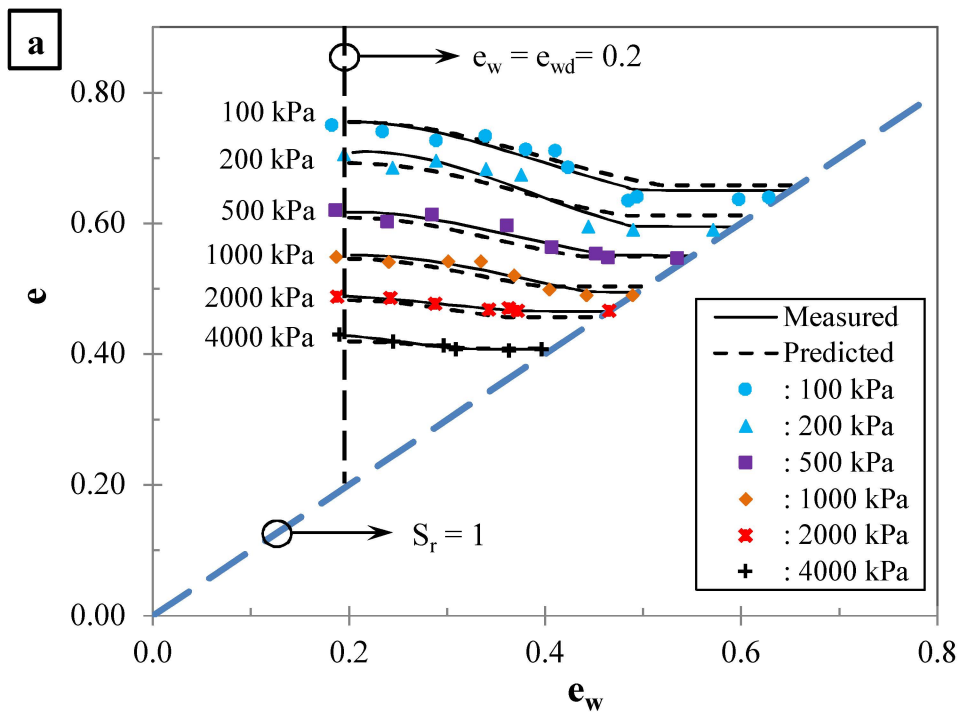 a
e_w = e_wd = 0.2
0.80
100 kPa
200 kPa
0.60
500 kPa
1000 kPa
2000 kPa
0.40
4000 kPa
e
Measured
Predicted
: 100 kPa
: 200 kPa
: 500 kPa
: 1000 kPa
: 2000 kPa
: 4000 kPa
0.20
S_r = 1
0.00
0.0
0.2
0.4
0.6
0.8
e_w